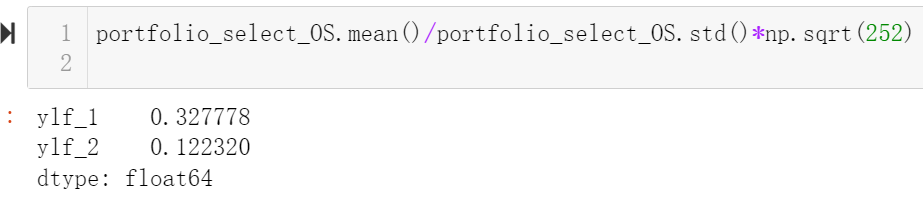 1 portfolio_select_OS.mean()/portfolio_select_OS.std()*np.sqrt(252)
2
: ylf_1 0.327778
ylf_2 0.122320
dtype: float64